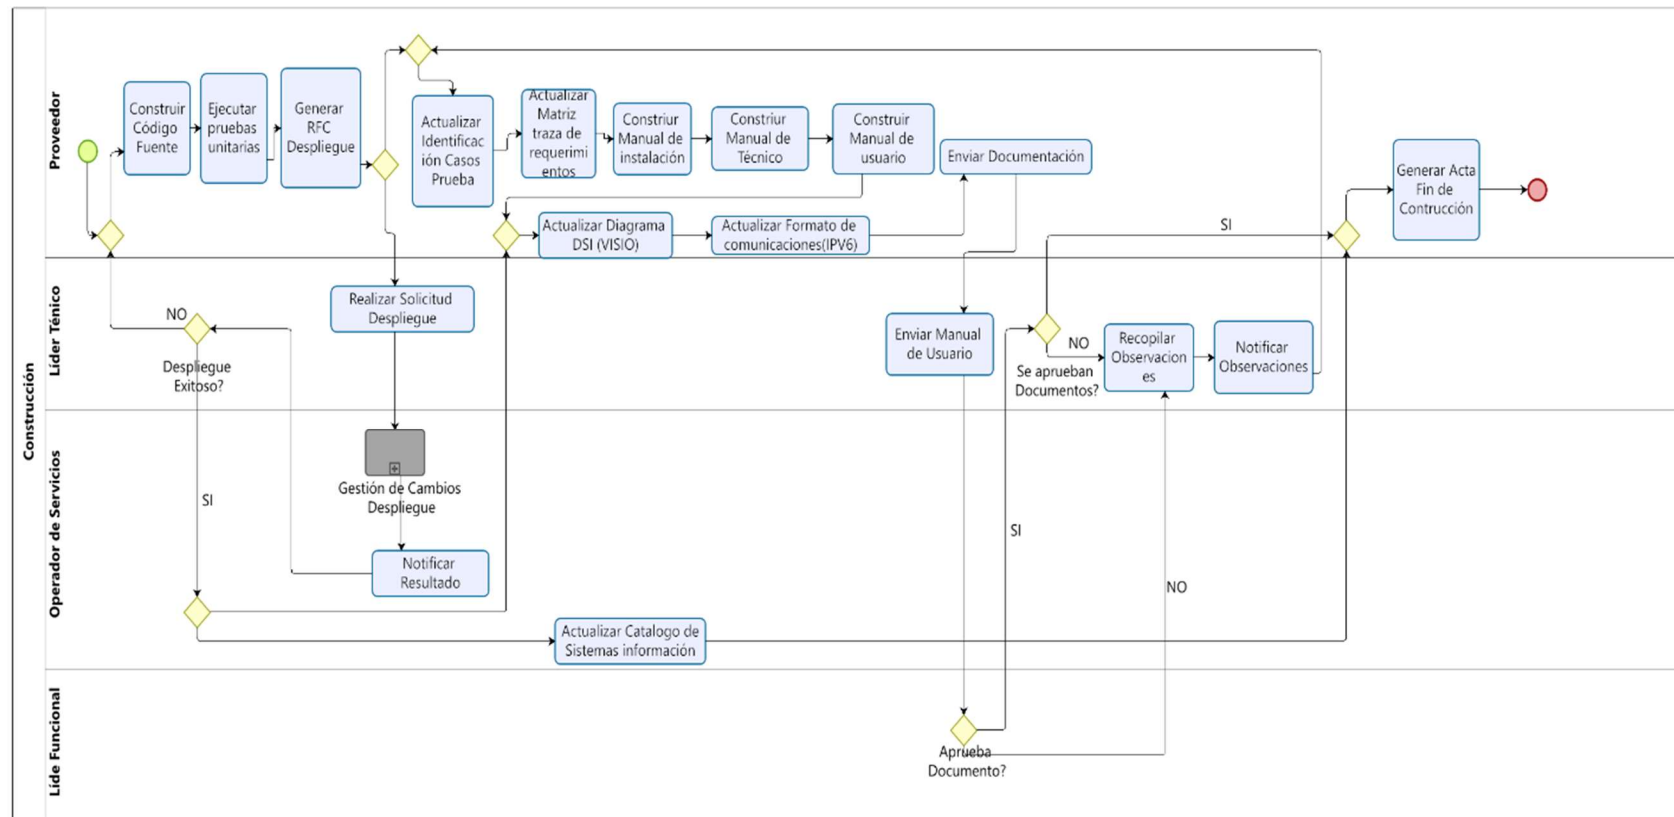 Construcción
Proveedor
Construir
Código
Fuente
Ejecutar
pruebas
unitarias
Generar
RFC
Despliegue
Actualizar
Identificac
ión Casos
Prueba
Actualizar
Matriz
traza de
requerimi
entos
Constriur
Manual de
instalación
Constriur
Manual de
Técnico
Construir
Manual de
usuario
Enviar Documentación
Actualizar Diagrama
DSI (VISIO)
Actualizar Formato de
comunicaciones(IPV6)
SI
Generar Acta
Fin de
Contrucción
Líder Ténico
NO
Despliegue
Exitoso?
Realizar Solicitud
Despliegue
Enviar Manual
de Usuario
NO
Se aprueban
Documentos?
Recopilar
Observacion
es
Notificar
Observaciones
Operador de Servicios
SI
Gestión de Cambios
Despliegue
Notificar
Resultado
SI
NO
Actualizar Catalogo de
Sistemas información
Líde Funcional
Aprueba
Documento?